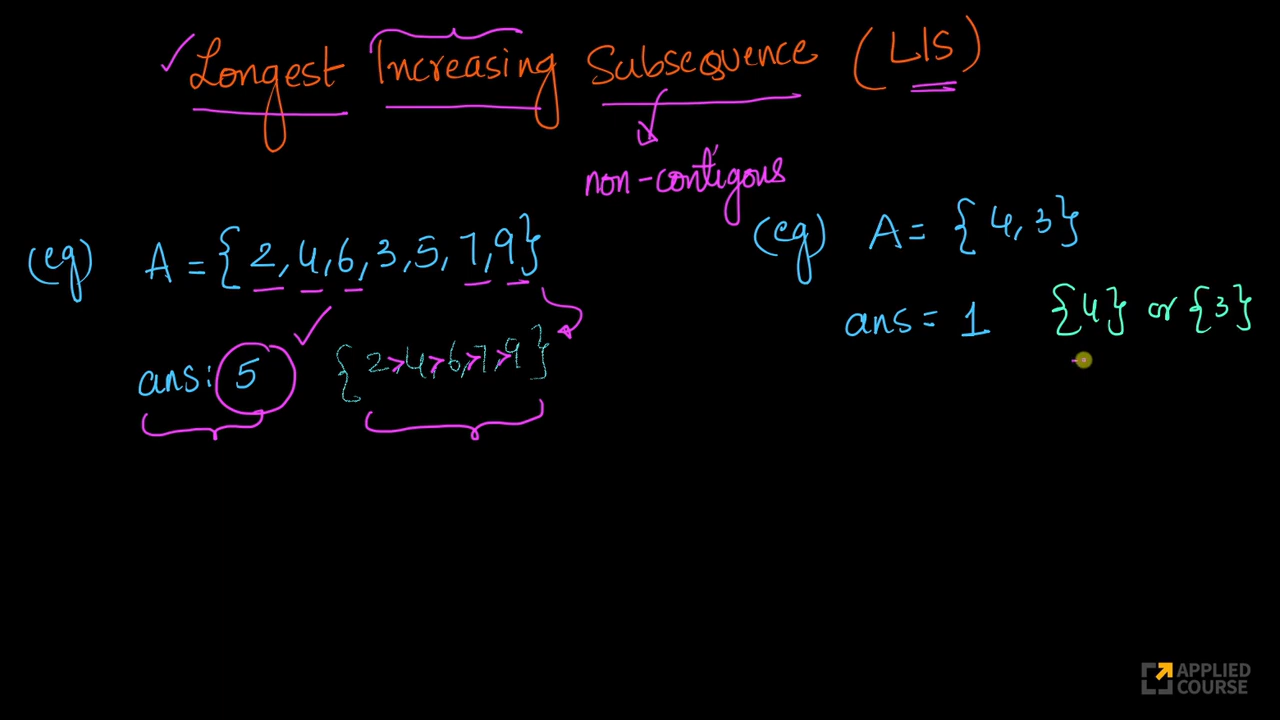 Longest Increasing Subsequence (LIS)
non-contigous
(eg) A = {2,4,6,3,5,7,9}
ans: 5 {2,4,6,7,9}
(eg) A = {4,3}
ans = 1 {4} or {3}
APPLIED
COURSE